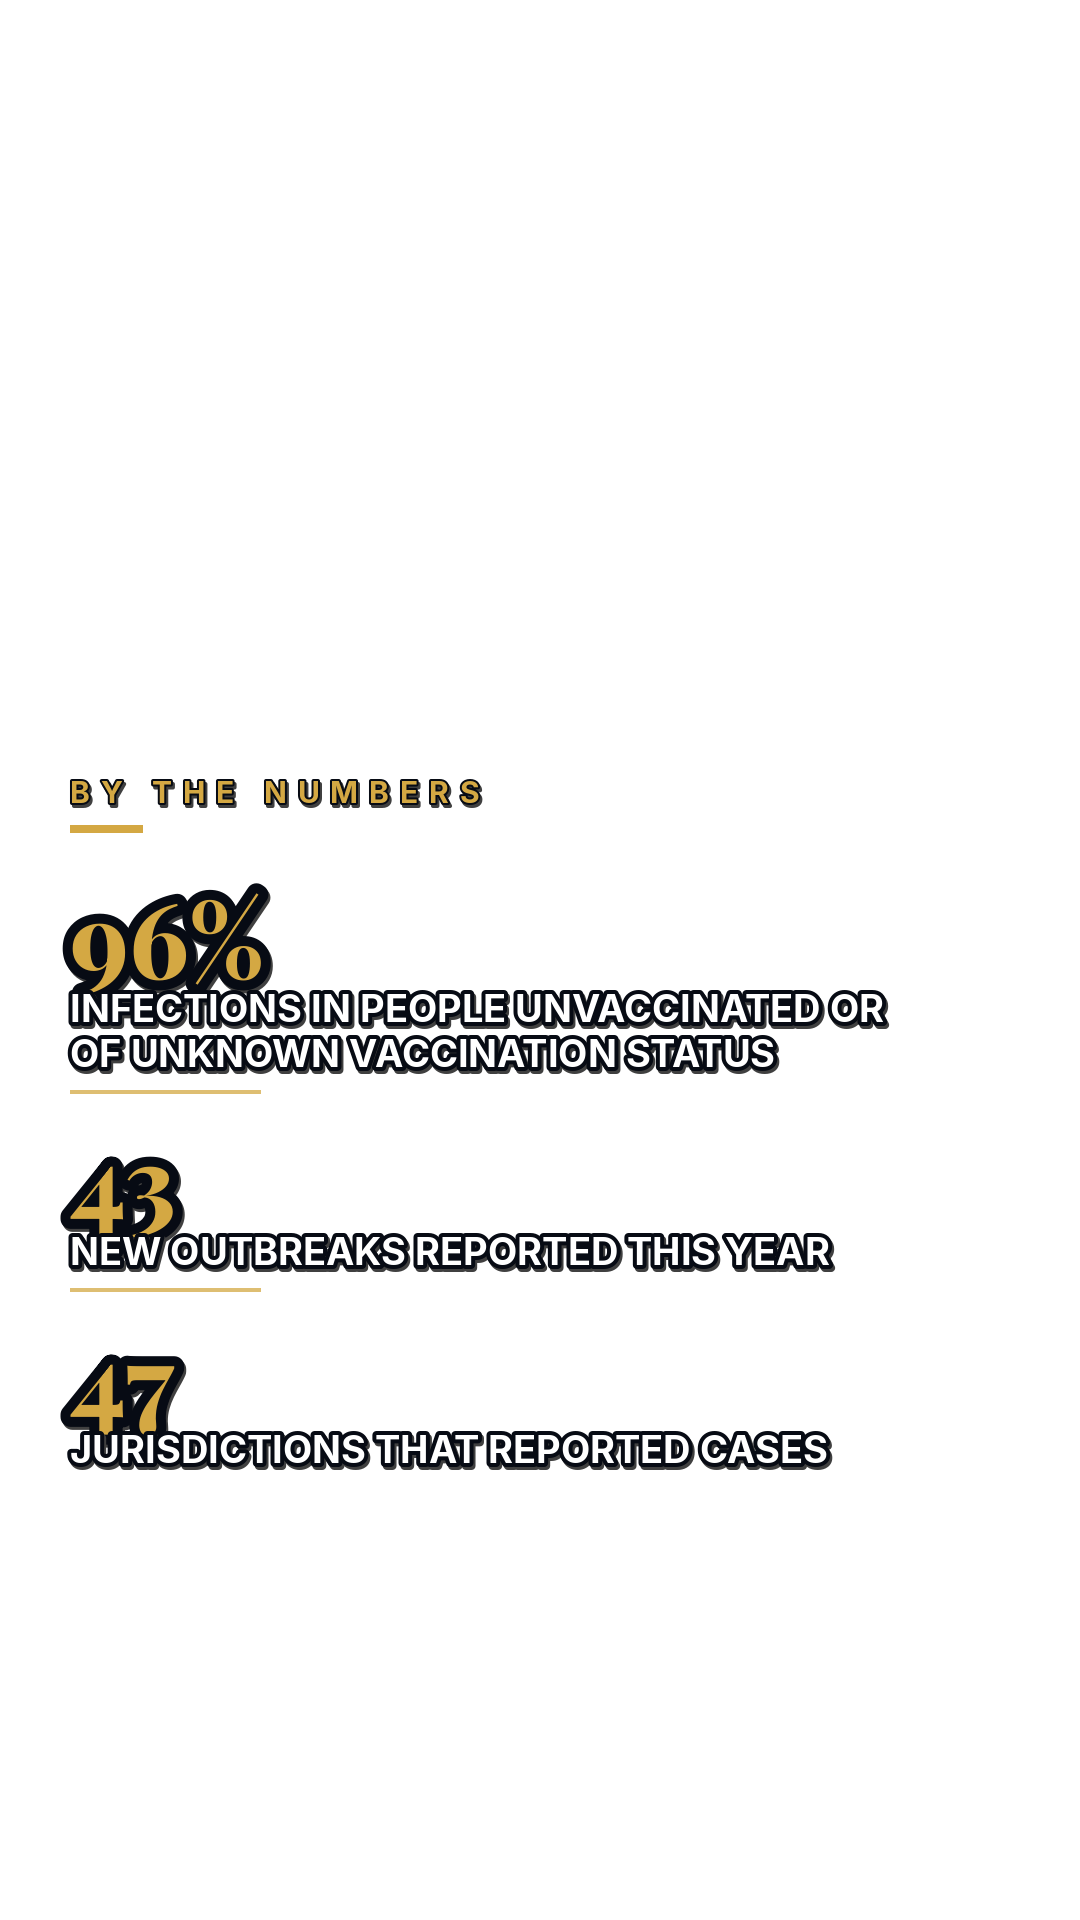 BY THE NUMBERS
96%
INFECTIONS IN PEOPLE UNVACCINATED OR
OF UNKNOWN VACCINATION STATUS
43
NEW OUTBREAKS REPORTED THIS YEAR
47
JURISDICTIONS THAT REPORTED CASES